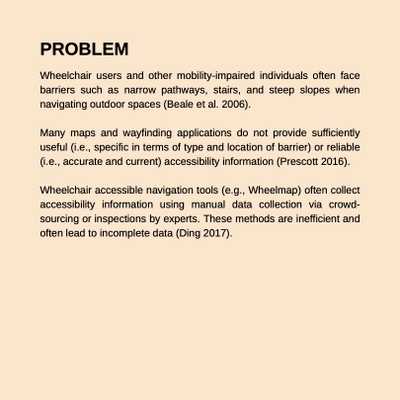 PROBLEM
Wheelchair users and other mobility-impaired individuals often face
barriers such as narrow pathways, stairs, and steep slopes when
navigating outdoor spaces (Beale et al. 2006).
Many maps and wayfinding applications do not provide sufficiently
useful (i.e., specific in terms of type and location of barrier) or reliable
(i.e., accurate and current) accessibility information (Prescott 2016).
Wheelchair accessible navigation tools (e.g., Wheelmap) often collect
accessibility information using manual data collection via crowd-
sourcing or inspections by experts. These methods are inefficient and
often lead to incomplete data (Ding 2017).